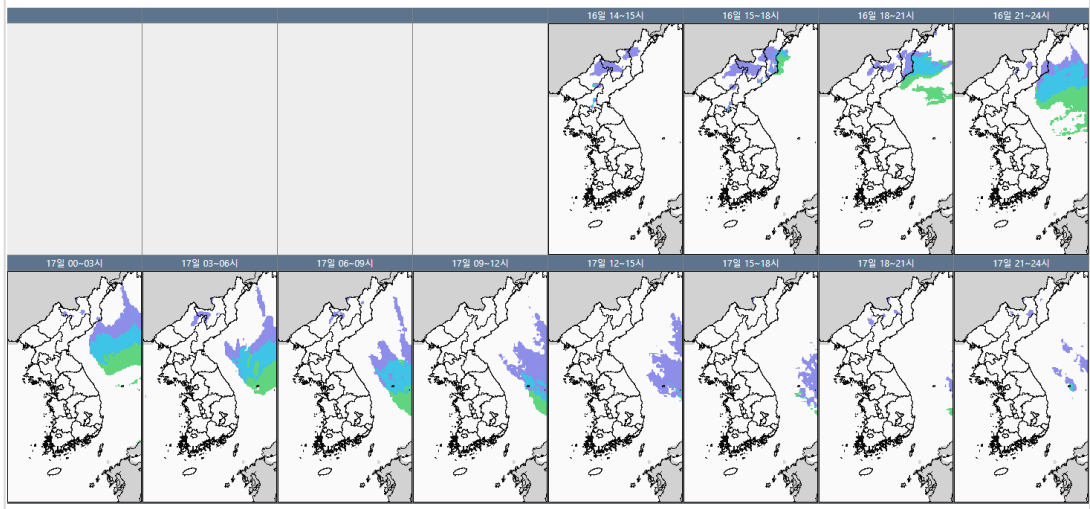 16일 14~15시
16일 15~18시
16일 18~21시
16일 21~24시
17일 00~03시
17일 03~06시
17일 06~09시
17일 09~12시
17일 12~15시
17일 15~18시
17일 18~21시
17일 21~24시